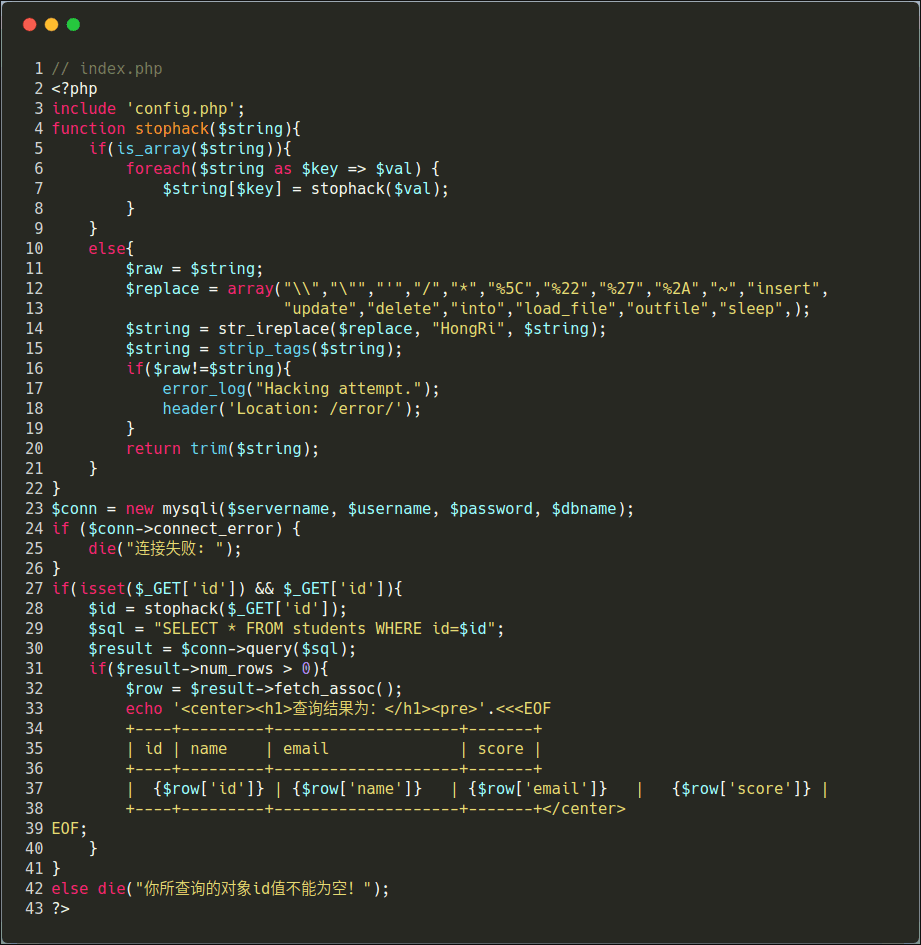 1 // index.php
2 <?php
3 include 'config.php';
4 function stophack($string){
5     if(is_array($string)){
6         foreach($string as $key => $val) {
7             $string[$key] = stophack($val);
8         }
9     }
10     else{
11         $raw = $string;
12         $replace = array("\\","\"","'","/","*","%5C","%22","%27","%2A","~","insert",
13                          "update","delete","into","load_file","outfile","sleep",);
14         $string = str_ireplace($replace, "HongRi", $string);
15         $string = strip_tags($string);
16         if($raw!=$string){
17             error_log("Hacking attempt.");
18             header('Location: /error/');
19         }
20         return trim($string);
21     }
22 }
23 $conn = new mysqli($servername, $username, $password, $dbname);
24 if ($conn->connect_error) {
25     die("连接失败: ");
26 }
27 if(isset($_GET['id']) && $_GET['id']){
28     $id = stophack($_GET['id']);
29     $sql = "SELECT * FROM students WHERE id=$id";
30     $result = $conn->query($sql);
31     if($result->num_rows > 0){
32         $row = $result->fetch_assoc();
33         echo '<center><h1>查询结果为：</h1><pre>'.<<<EOF
34         +----+---------+--------------------+-------+
35         | id | name    | email              | score |
36         +----+---------+--------------------+-------+
37         |  {$row['id']} | {$row['name']}   | {$row['email']}   |   {$row['score']} |
38         +----+---------+--------------------+-------+</center>
39 EOF;
40     }
41 }
42 else die("你所查询的对象id值不能为空！");
43 ?>